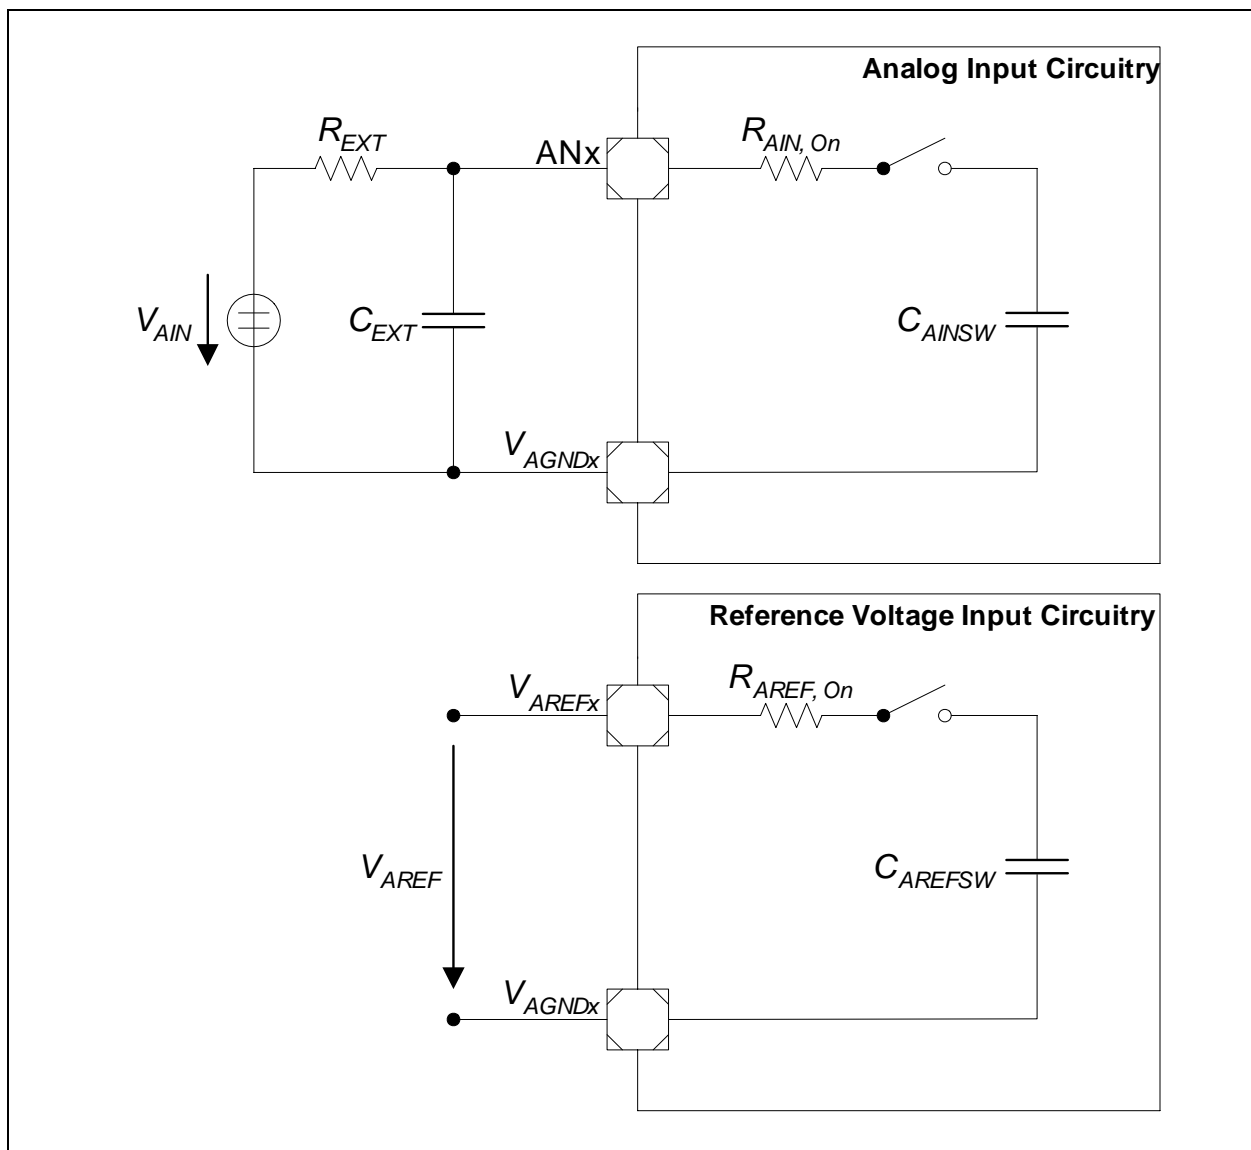 Analog Input Circuitry
R_EXT
ANx
R_AIN, On
V_AIN
C_EXT
C_AINSW
V_AGNDx
Reference Voltage Input Circuitry
V_AREFx
R_AREF, On
V_AREF
C_AREFSW
V_AGNDx